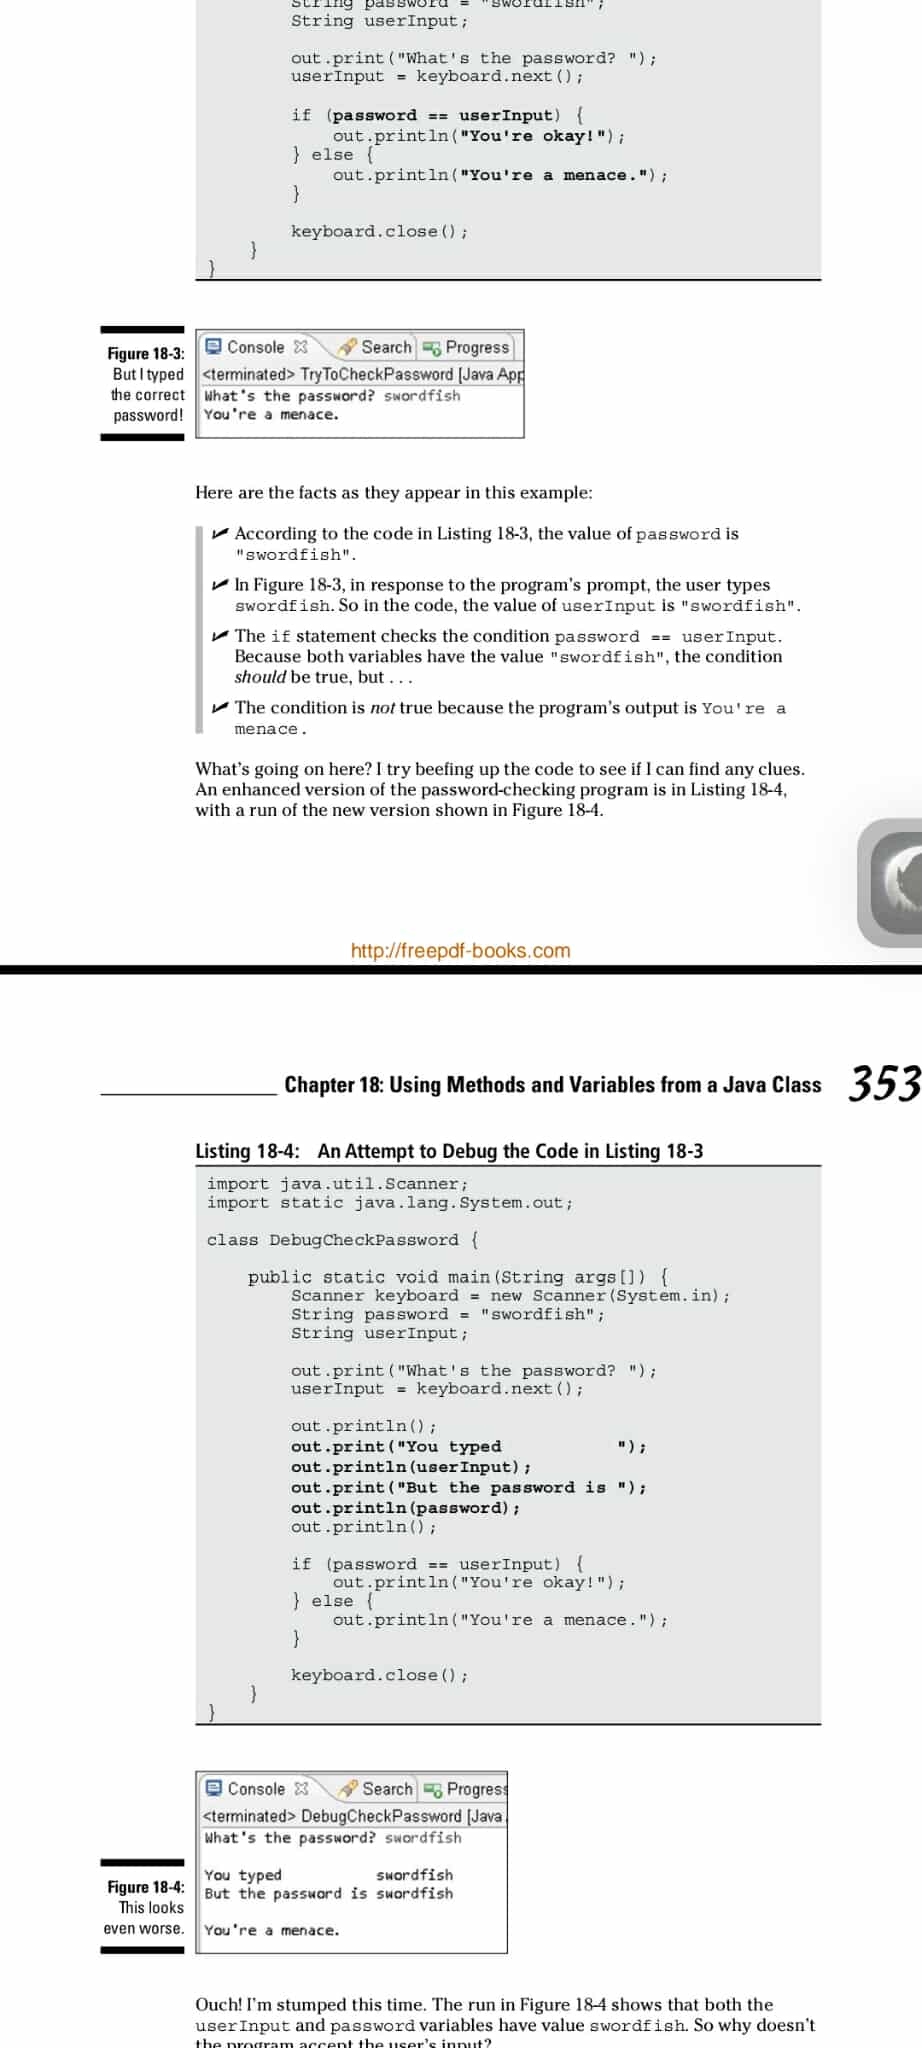 String password = "swordfish";
String userInput;
out.print("What's the password? ");
userInput = keyboard.next();
if (password == userInput) {
out.println("You're okay!");
} else {
out.println("You're a menace.");
}
keyboard.close();
}
}
Figure 18-3:
But I typed
the correct
password!
Console Search Progress
<terminated> TryToCheckPassword [Java App
What's the password? swordfish
You're a menace.
Here are the facts as they appear in this example:
✓ According to the code in Listing 18-3, the value of password is
"swordfish".
✓ In Figure 18-3, in response to the program's prompt, the user types
swordfish. So in the code, the value of userInput is "swordfish".
✓ The if statement checks the condition password == userInput.
Because both variables have the value "swordfish", the condition
should be true, but . . .
✓ The condition is not true because the program's output is You're a
menace.
What's going on here? I try beefing up the code to see if I can find any clues.
An enhanced version of the password-checking program is in Listing 18-4,
with a run of the new version shown in Figure 18-4.
http://freepdf-books.com
Chapter 18: Using Methods and Variables from a Java Class 353
Listing 18-4: An Attempt to Debug the Code in Listing 18-3
import java.util.Scanner;
import static java.lang.System.out;
class DebugCheckPassword {
public static void main(String args[]) {
Scanner keyboard = new Scanner(System.in);
String password = "swordfish";
String userInput;
out.print("What's the password? ");
userInput = keyboard.next();
out.println();
out.print("You typed           ");
out.println(userInput);
out.print("But the password is ");
out.println(password);
out.println();
if (password == userInput) {
out.println("You're okay!");
} else {
out.println("You're a menace.");
}
keyboard.close();
}
}
Console Search Progress
<terminated> DebugCheckPassword [Java
What's the password? swordfish
You typed           swordfish
But the password is swordfish
You're a menace.
Figure 18-4:
This looks
even worse.
Ouch! I'm stumped this time. The run in Figure 18-4 shows that both the
userInput and password variables have value swordfish. So why doesn't
the program accept the user's input?